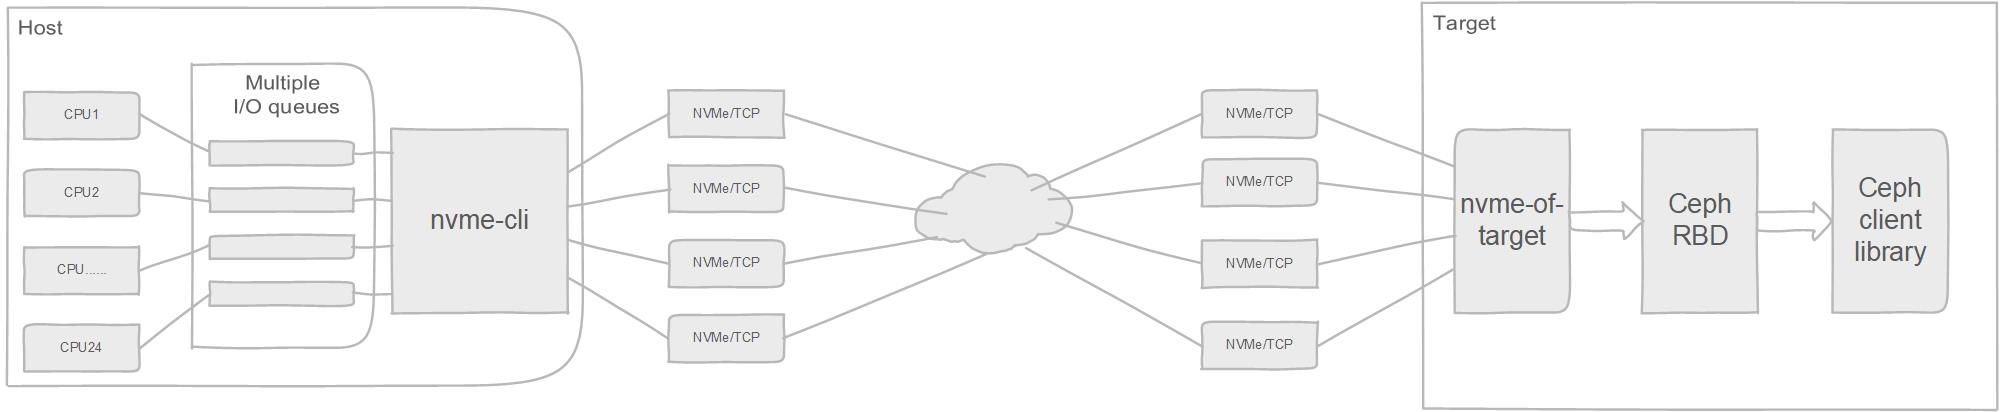 Host
Multiple
I/O queues
CPU1
CPU2
CPU......
CPU24
nvme-cli
NVMe/TCP
NVMe/TCP
NVMe/TCP
NVMe/TCP
NVMe/TCP
NVMe/TCP
NVMe/TCP
NVMe/TCP
Target
nvme-of-
target
Ceph
RBD
Ceph
client
library